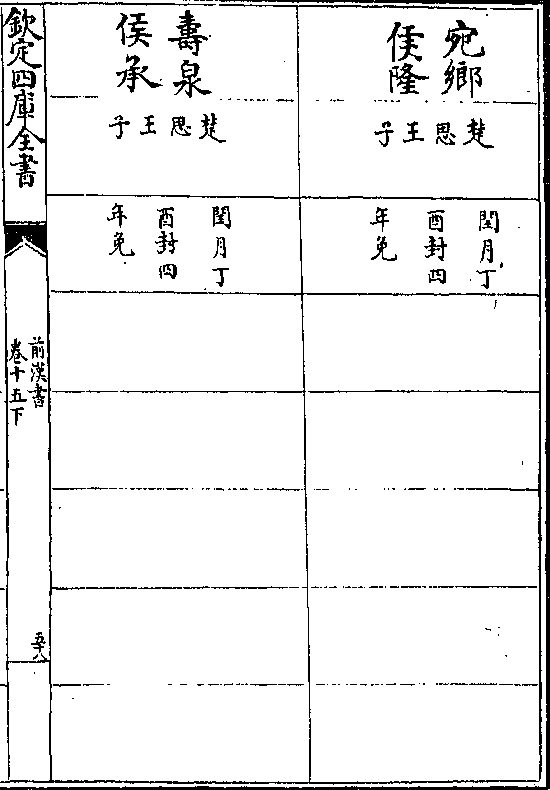 宛鄉
侯隆
楚思王子
閏月丁
酉封四
年免
壽泉
侯承
楚思王子
閏月丁
酉封四
年免
欽定四庫全書
前漢書
卷十五下
五十八